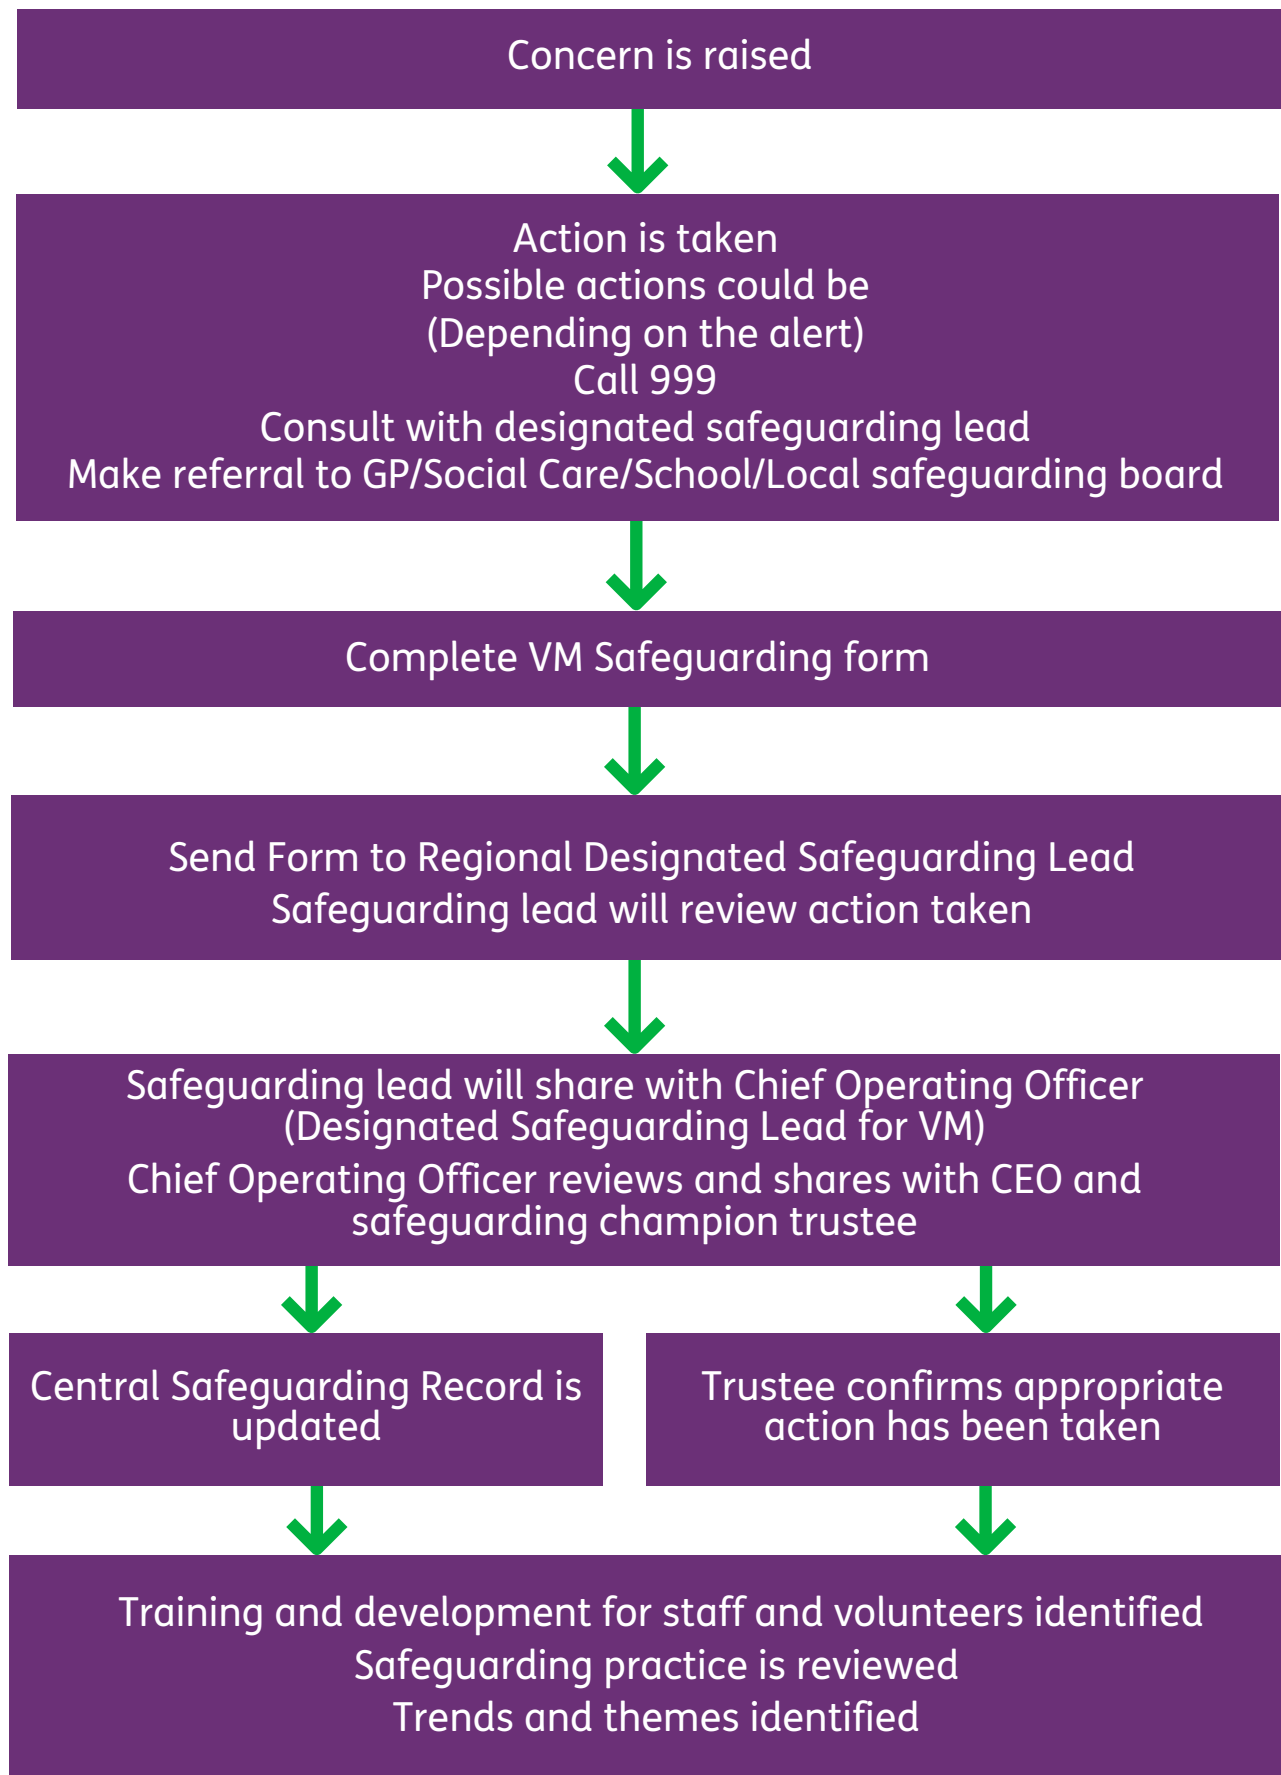 Concern is raised
Action is taken
Possible actions could be
(Depending on the alert)
Call 999
Consult with designated safeguarding lead
Make referral to GP/Social Care/School/Local safeguarding board
Complete VM Safeguarding form
Send Form to Regional Designated Safeguarding Lead
Safeguarding lead will review action taken
Safeguarding lead will share with Chief Operating Officer
(Designated Safeguarding Lead for VM)
Chief Operating Officer reviews and shares with CEO and
safeguarding champion trustee
Central Safeguarding Record is
updated
Trustee confirms appropriate
action has been taken
Training and development for staff and volunteers identified
Safeguarding practice is reviewed
Trends and themes identified